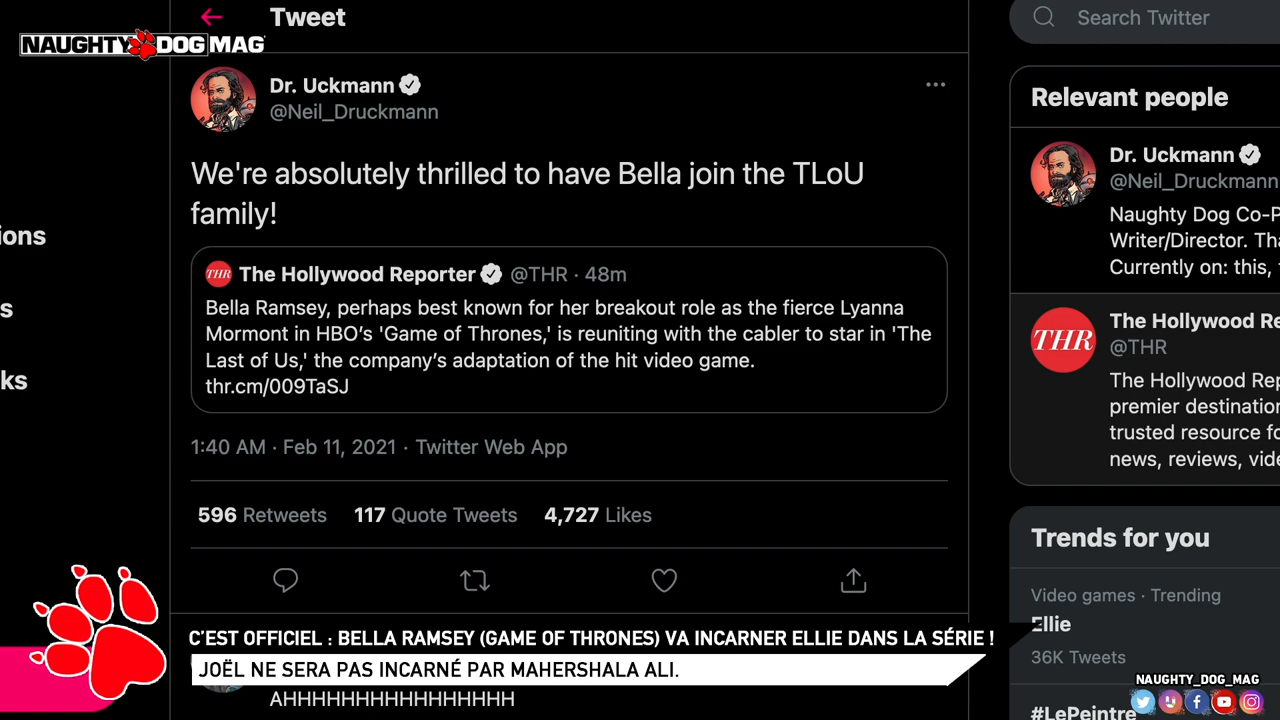 Tweet
Search Twitter
NAUGHTY DOG MAG
Dr. Uckmann
@Neil_Druckmann
We're absolutely thrilled to have Bella join the TLoU
family!
THR The Hollywood Reporter @THR · 48m
Bella Ramsey, perhaps best known for her breakout role as the fierce Lyanna
Mormont in HBO’s 'Game of Thrones,' is reuniting with the cabler to star in 'The
Last of Us,' the company’s adaptation of the hit video game.
thr.cm/009TaSJ
1:40 AM · Feb 11, 2021 · Twitter Web App
596 Retweets 117 Quote Tweets 4,727 Likes
ions
s
ks
Relevant people
Dr. Uckmann
@Neil_Druckmann
Naughty Dog Co-P
Writer/Director. Tha
Currently on: this,
THR
The Hollywood Re
@THR
The Hollywood Repo
premier destination
trusted resource fo
news, reviews, vide
Trends for you
Video games · Trending
Ellie
36K Tweets
#LePeintre
C’EST OFFICIEL : BELLA RAMSEY (GAME OF THRONES) VA INCARNER ELLIE DANS LA SÉRIE !
JOËL NE SERA PAS INCARNÉ PAR MAHERSHALA ALI.
AHHHHHHHHHHHHHHHH
NAUGHTY_DOG_MAG